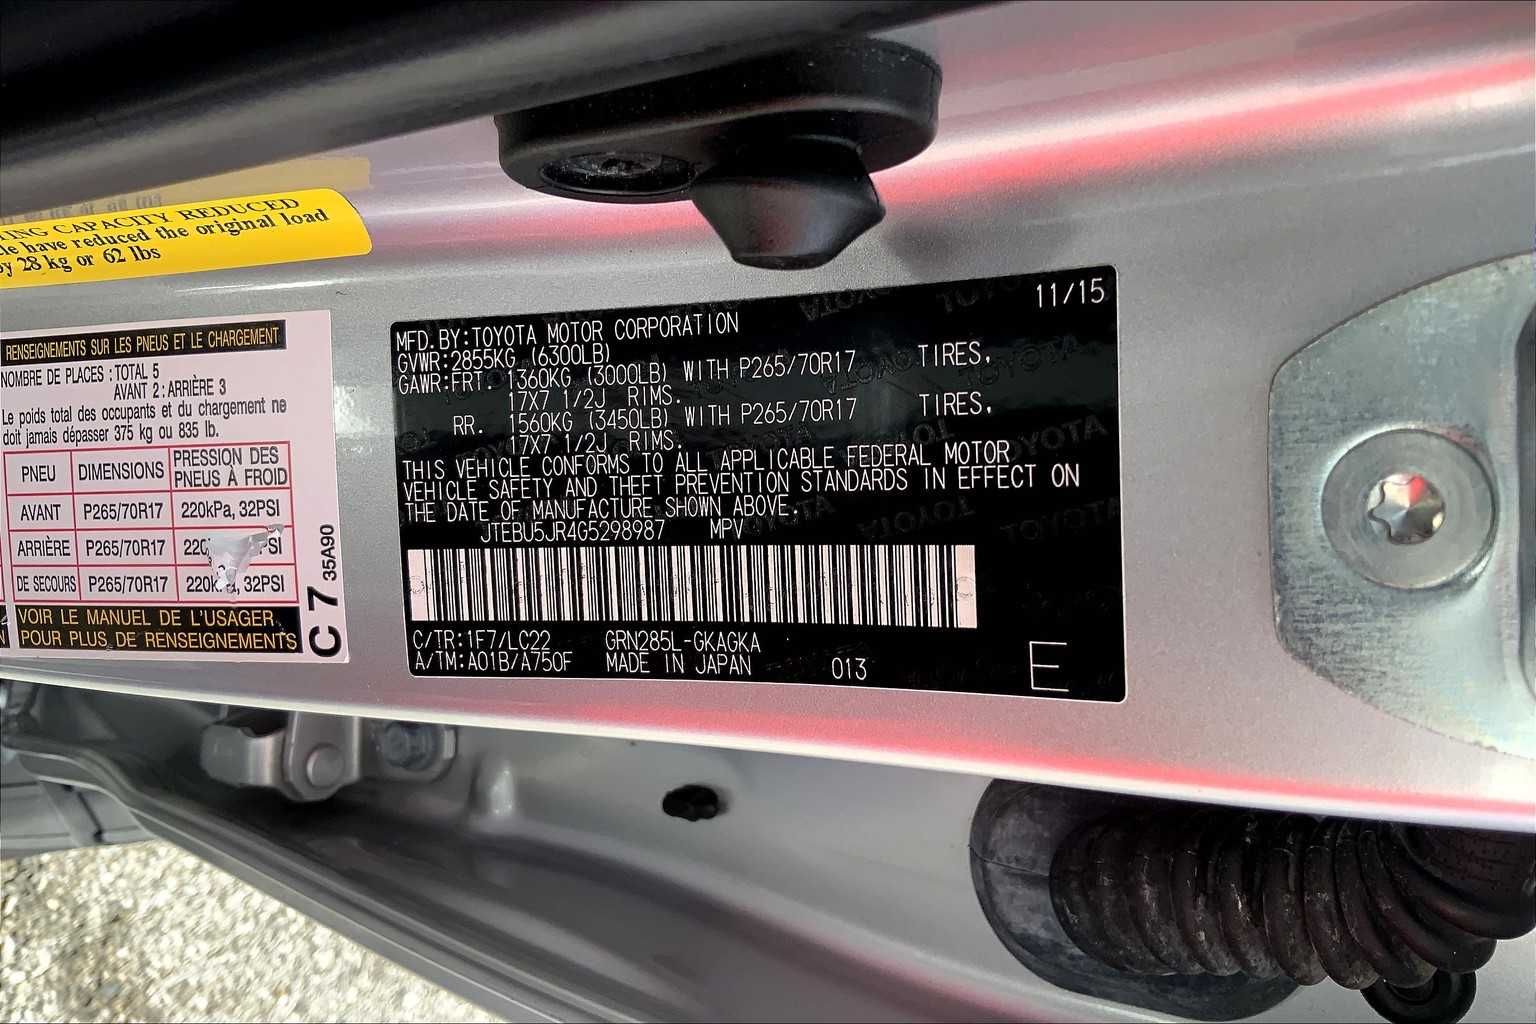 LING CAPACITY REDUCED
cle have reduced the original load
by 28 kg or 62 lbs
RENSEIGNEMENTS SUR LES PNEUS ET LE CHARGEMENT
NOMBRE DE PLACES : TOTAL 5
AVANT 2 : ARRIÈRE 3
Le poids total des occupants et du chargement ne
doit jamais dépasser 375 kg ou 835 lb.
PNEU DIMENSIONS PRESSION DES PNEUS À FROID
AVANT P265/70R17 220kPa, 32PSI
ARRIÈRE P265/70R17 220 PSI
DE SECOURS P265/70R17 220kPa, 32PSI
VOIR LE MANUEL DE L'USAGER
POUR PLUS DE RENSEIGNEMENTS
C 7 35A90
11/15
MFD. BY: TOYOTA MOTOR CORPORATION
GVWR: 2855KG (6300LB)
GAWR: FRT. 1360KG (3000LB) WITH P265/70R17 TIRES,
17X7 1/2J RIMS.
RR. 1560KG (3450LB) WITH P265/70R17 TIRES,
17X7 1/2J RIMS.
THIS VEHICLE CONFORMS TO ALL APPLICABLE FEDERAL MOTOR
VEHICLE SAFETY AND THEFT PREVENTION STANDARDS IN EFFECT ON
THE DATE OF MANUFACTURE SHOWN ABOVE.
JTEBU5JR4G5298987 MPV
C/TR: 1F7/LC22 GRN285L-GKAGKA
A/TM: A01B/A750F MADE IN JAPAN 013
E